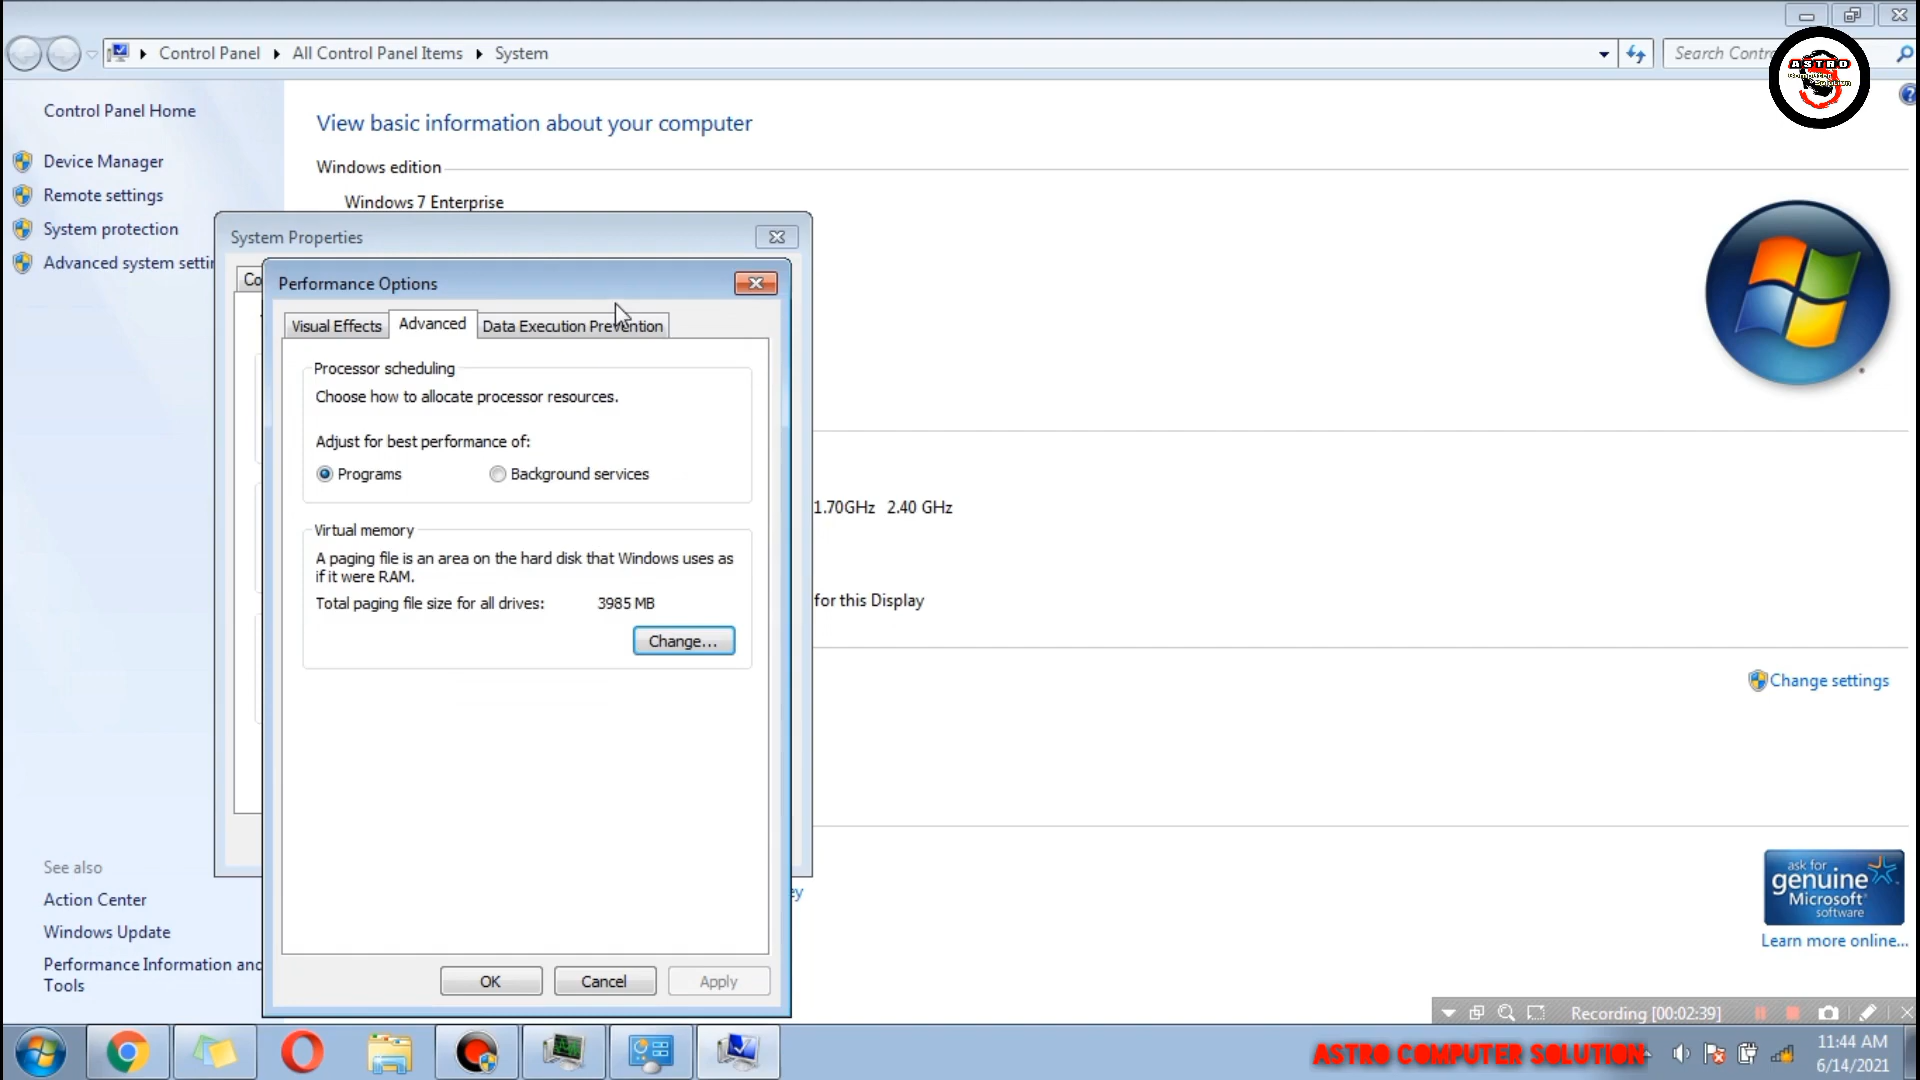 Control Panel
All Control Panel Items
System
Search Contr
ASTRO
Computer
Solution
Control Panel Home
Device Manager
Remote settings
System protection
Advanced system settin
View basic information about your computer
Windows edition
Windows 7 Enterprise
System Properties
Co
Performance Options
Visual Effects
Advanced
Data Execution Prevention
Processor scheduling
Choose how to allocate processor resources.
Adjust for best performance of:
Programs
Background services
Virtual memory
A paging file is an area on the hard disk that Windows uses as
if it were RAM.
Total paging file size for all drives: 3985 MB
Change...
1.70GHz 2.40 GHz
for this Display
Change settings
See also
Action Center
Windows Update
Performance Information and
Tools
OK
Cancel
Apply
ey
ask for
genuine
Microsoft
software
Learn more online...
Recording [00:02:39]
ASTRO COMPUTER SOLUTION
11:44 AM
6/14/2021